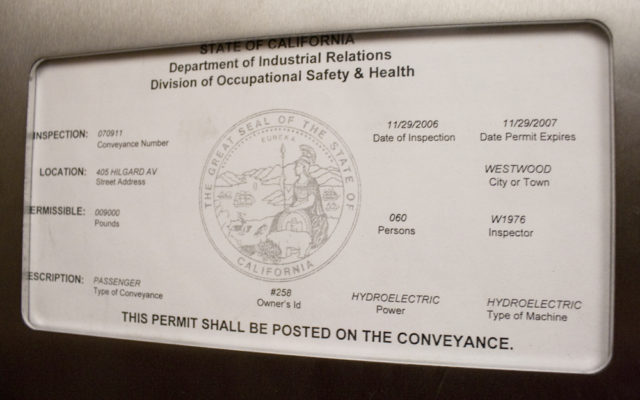 STATE OF CALIFORNIA
Department of Industrial Relations
Division of Occupational Safety & Health
INSPECTION: 070911
Conveyance Number
11/29/2006
Date of Inspection
11/29/2007
Date Permit Expires
LOCATION: 405 HILGARD AV
Street Address
WESTWOOD
City or Town
ERMISSIBLE: 009000
Pounds
060
Persons
W1976
Inspector
THE GREAT SEAL OF THE STATE OF CALIFORNIA
EUREKA
ESCRIPTION: PASSENGER
Type of Conveyance
#258
Owner's Id
HYDROELECTRIC
Power
HYDROELECTRIC
Type of Machine
THIS PERMIT SHALL BE POSTED ON THE CONVEYANCE.